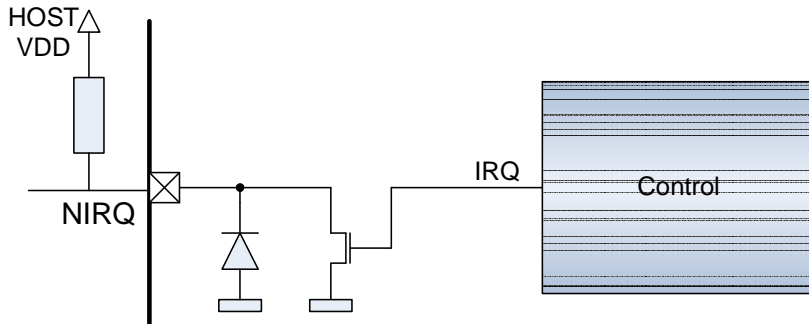 HOST
VDD
NIRQ
IRQ
Control